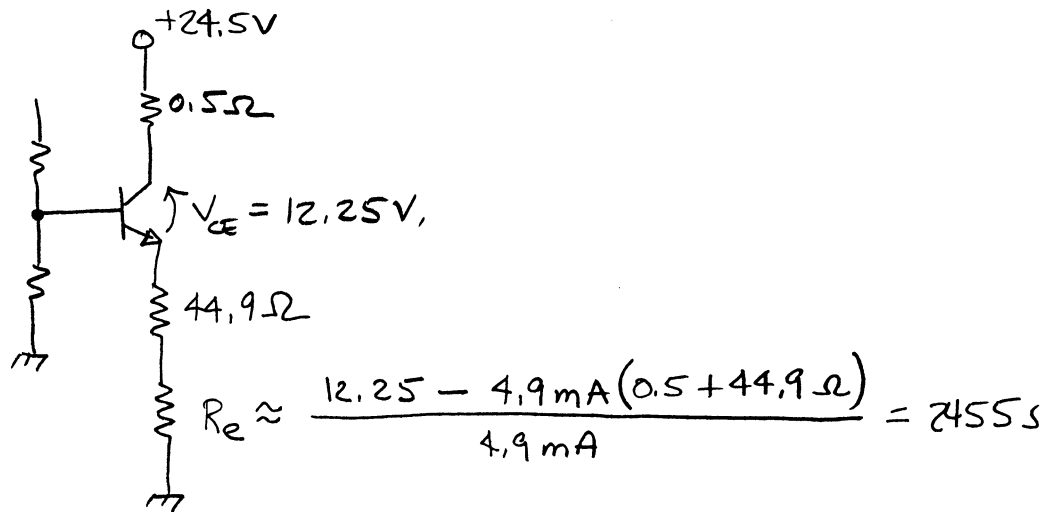 +24.5V
0.5Ω
V_CE = 12.25V,
44.9Ω
R_e ≈ \frac{12.25 - 4.9mA(0.5+44.9Ω)}{4.9mA} = 2455